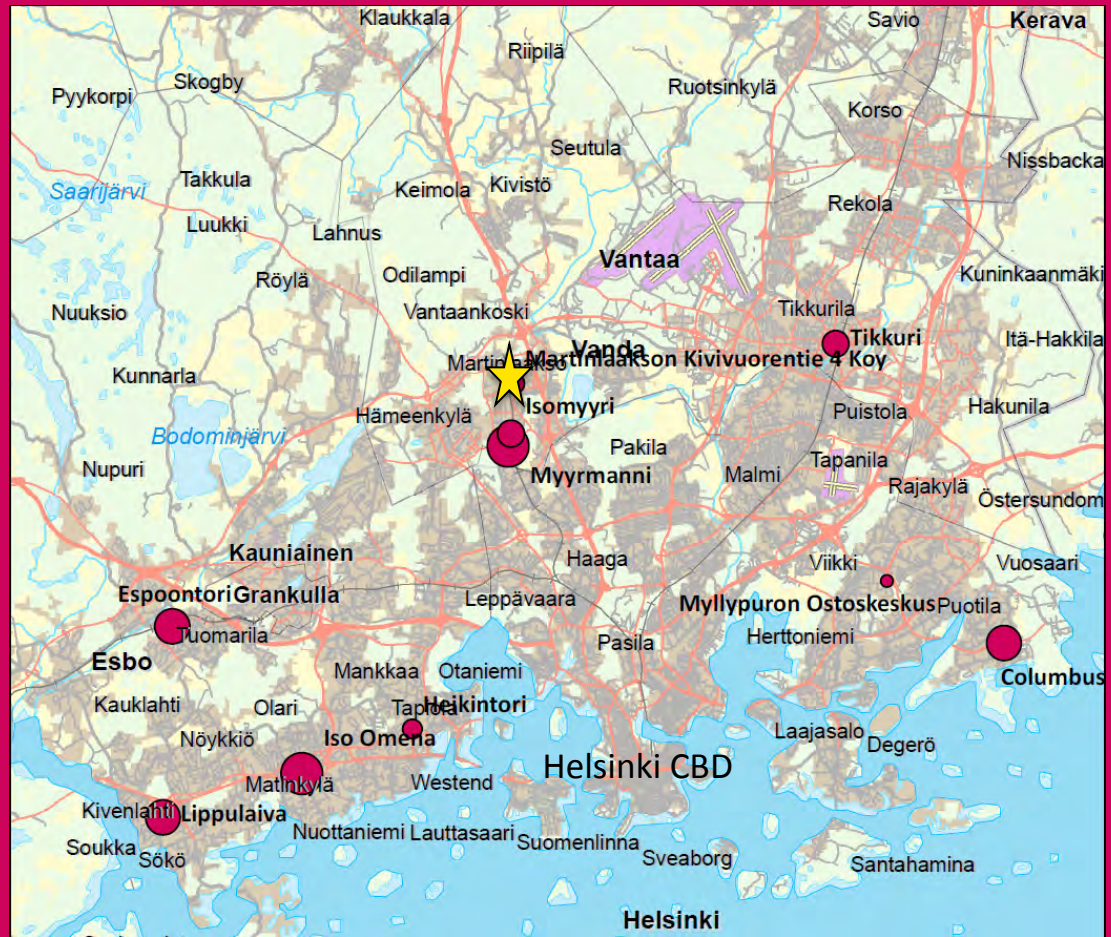 Klaukkala
Savio
Kerava
Riipilä
Skogby
Ruotsinkylä
Pyykorpi
Korso
Seutula
Nissbacka
Takkula
Keimola
Kivistö
Saarijärvi
Rekola
Luukki
Lahnus
Vantaa
Odilampi
Kuninkaanmäki
Röylä
Nuuksio
Vantaankoski
Tikkurila
Tikkuri
Itä-Hakkila
Vanda
Martinlaakso
Martinlaakson Kivivuorentie 4 Koy
Kunnarla
Isomyyri
Hakunila
Hämeenkylä
Puistola
Bodominjärvi
Pakila
Tapanila
Nupuri
Myyrmanni
Malmi
Rajakylä
Östersundom
Kauniainen
Haaga
Viikki
Vuosaari
Espoontori
Grankulla
Leppävaara
Myllypuron Ostoskeskus
Puotila
Tuomarila
Pasila
Herttoniemi
Esbo
Mankkaa
Otaniemi
Columbus
Kauklahti
Olari
Tapiola
Heikintori
Nöykkiö
Iso Omena
Laajasalo
Degerö
Helsinki CBD
Matinkylä
Westend
Kivenlahti
Lippulaiva
Nuottaniemi
Lauttasaari
Suomenlinna
Soukka
Sökö
Sveaborg
Santahamina
Helsinki